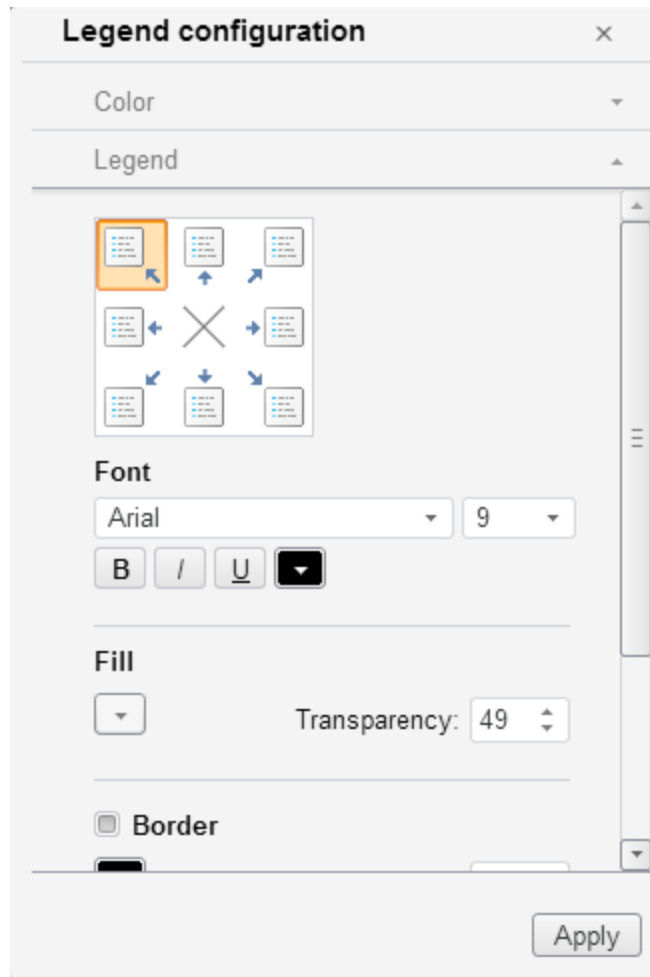 Legend configuration
Color
Legend
Font
Arial 9
B I U
Fill
Transparency: 49
Border
Apply